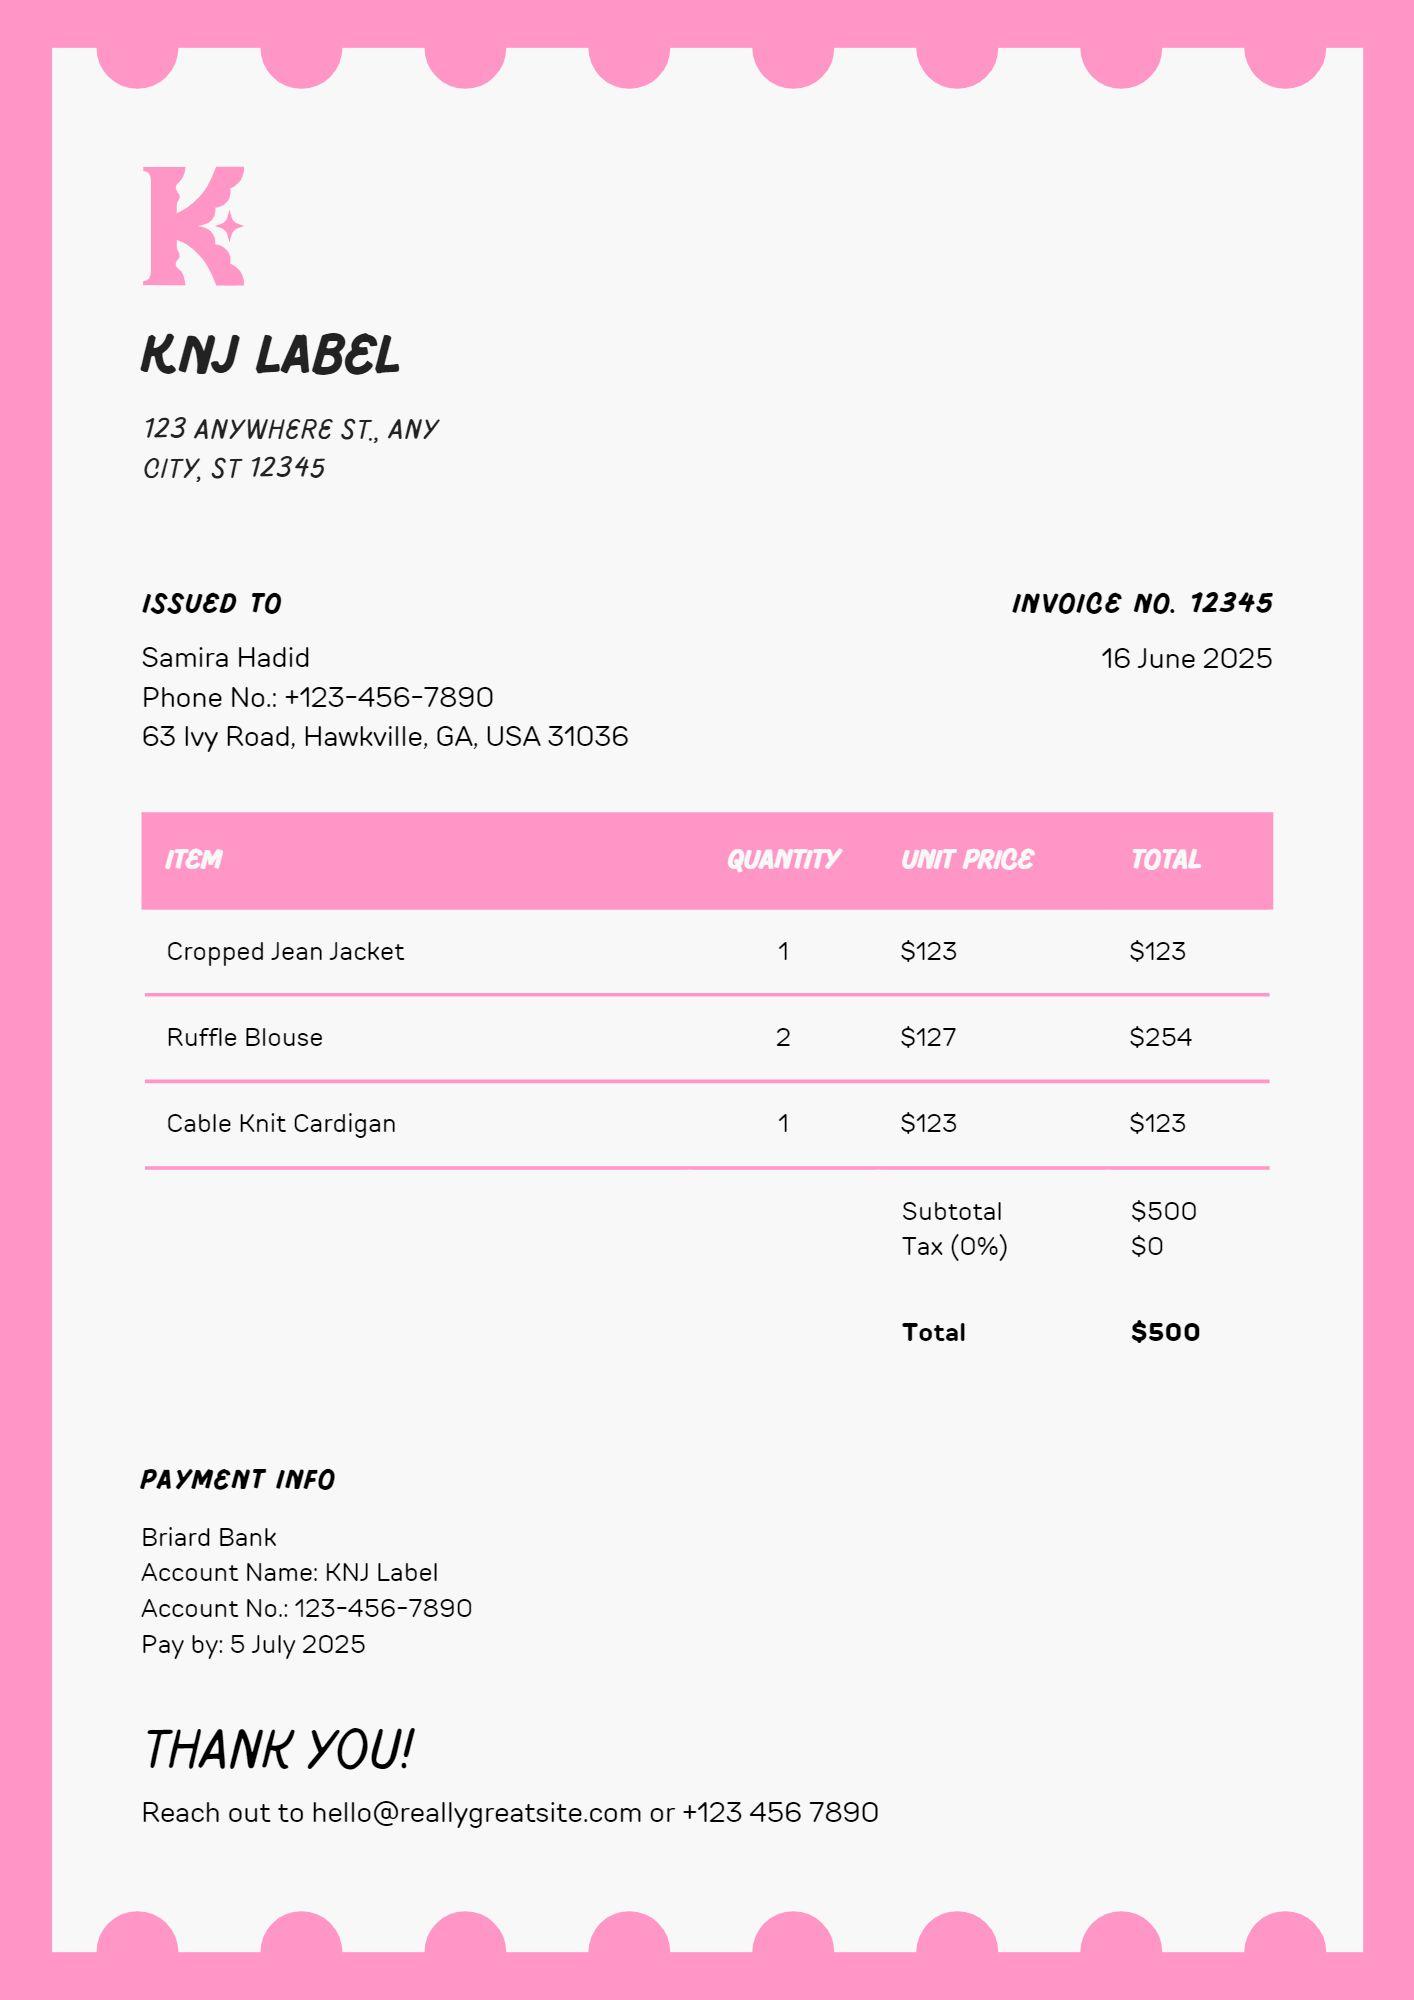 K
KNJ LABEL
123 ANYWHERE ST., ANY
CITY, ST 12345
ISSUED TO
Samira Hadid
Phone No.: +123-456-7890
63 Ivy Road, Hawkville, GA, USA 31036
INVOICE NO. 12345
16 June 2025
ITEM QUANTITY UNIT PRICE TOTAL
Cropped Jean Jacket 1 $123 $123
Ruffle Blouse 2 $127 $254
Cable Knit Cardigan 1 $123 $123
Subtotal $500
Tax (0%) $0
Total $500
PAYMENT INFO
Briard Bank
Account Name: KNJ Label
Account No.: 123-456-7890
Pay by: 5 July 2025
THANK YOU!
Reach out to hello@reallygreatsite.com or +123 456 7890